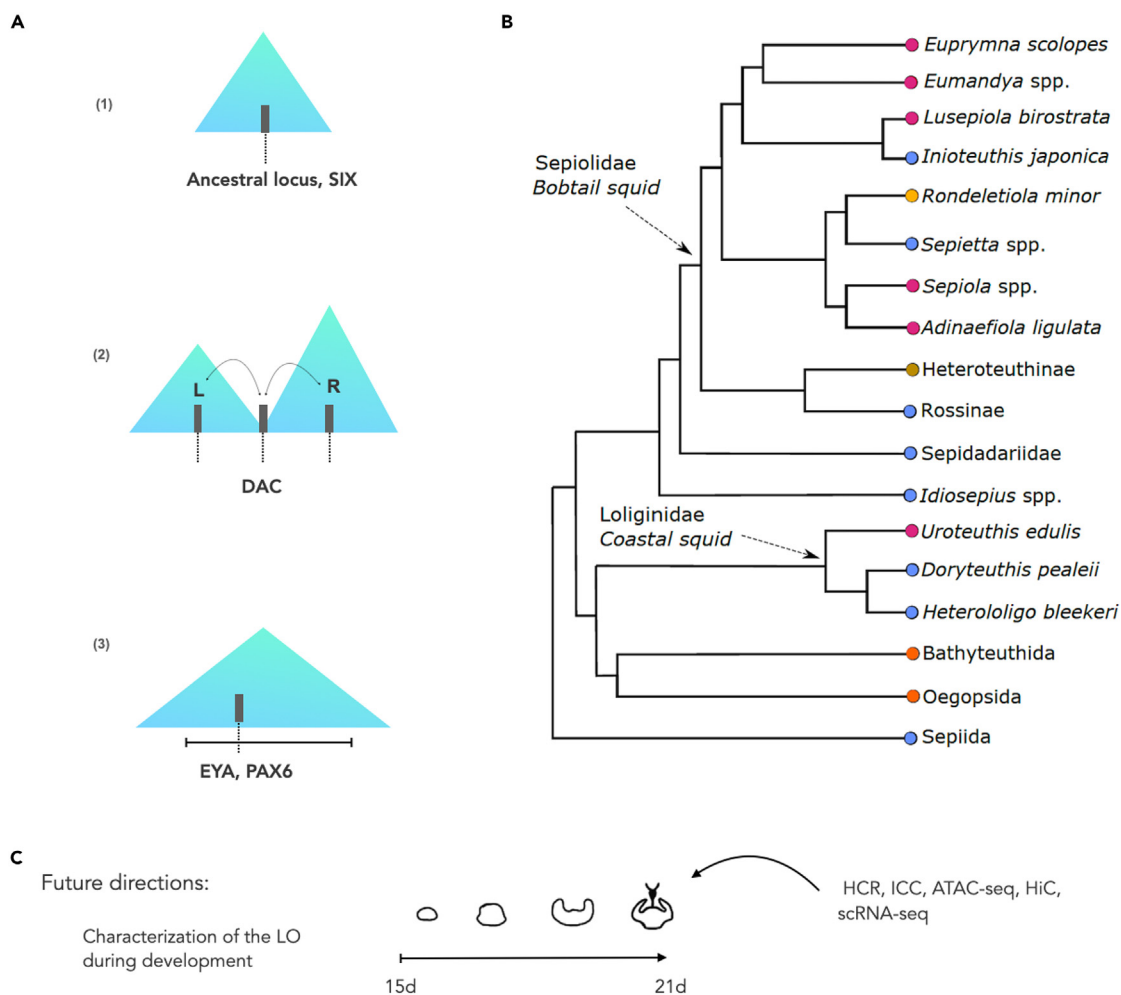 A
(1)
Ancestral locus, SIX
(2)
L
R
DAC
(3)
EYA, PAX6
B
Euprymna scolopes
Eumandya spp.
Lusepiola birostrata
Inioteuthis japonica
Sepiolidae
Bobtail squid
Rondeletiola minor
Sepietta spp.
Sepiola spp.
Adinaefiola ligulata
Heteroteuthinae
Rossinae
Sepidadariidae
Idiosepius spp.
Loliginidae
Coastal squid
Uroteuthis edulis
Doryteuthis pealeii
Heterololigo bleekeri
Bathyteuthida
Oegopsida
Sepiida
C
Future directions:
Characterization of the LO
during development
15d
21d
HCR, ICC, ATAC-seq, HiC,
scRNA-seq